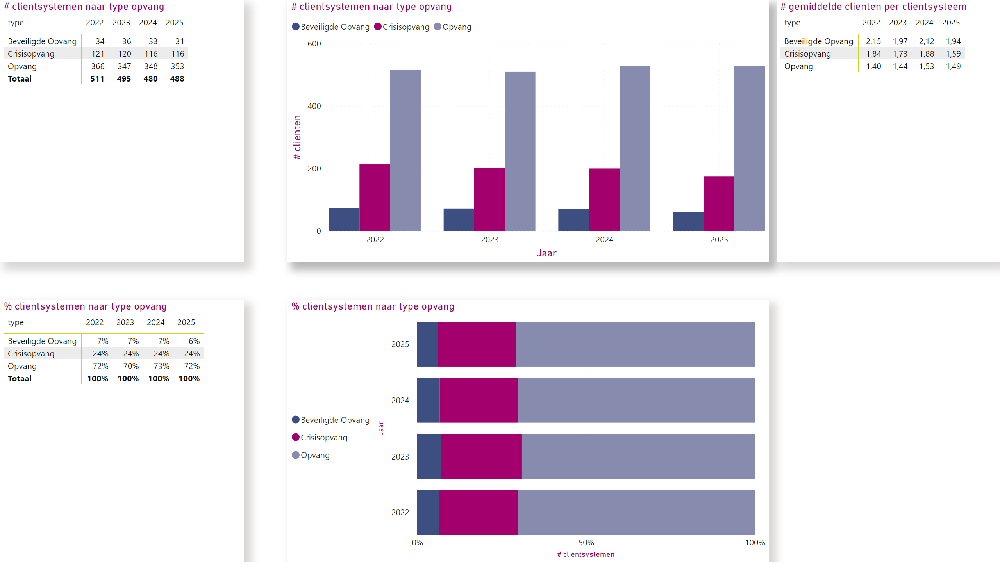 # clientsystemen naar type opvang
type 2022 2023 2024 2025
Beveiligde Opvang 34 36 33 31
Crisisopvang 121 120 116 116
Opvang 366 347 348 353
Totaal 511 495 480 488
# clientsystemen naar type opvang
Beveiligde Opvang Crisisopvang Opvang
600
400
200
0
# clienten
2022 2023 2024 2025
Jaar
# gemiddelde clienten per clientsysteem
type 2022 2023 2024 2025
Beveiligde Opvang 2,15 1,97 2,12 1,94
Crisisopvang 1,84 1,73 1,88 1,59
Opvang 1,40 1,44 1,53 1,49
% clientsystemen naar type opvang
type 2022 2023 2024 2025
Beveiligde Opvang 7% 7% 7% 6%
Crisisopvang 24% 24% 24% 24%
Opvang 72% 70% 73% 72%
Totaal 100% 100% 100% 100%
% clientsystemen naar type opvang
Beveiligde Opvang
Crisisopvang
Opvang
Jaar
2025
2024
2023
2022
0% 50% 100%
# clientsystemen